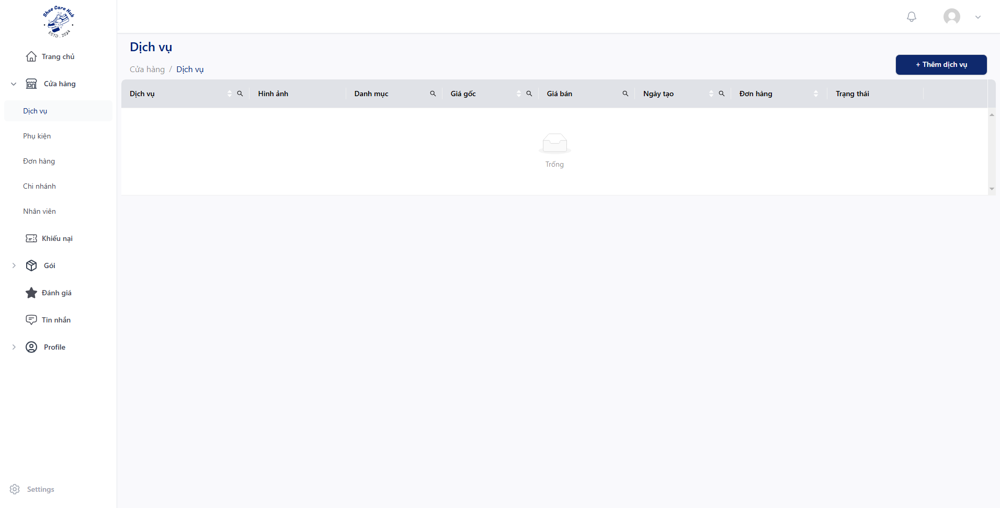 Shoe Care Hub
ESTD . 2024
Trang chủ
Cửa hàng
Dịch vụ
Phụ kiện
Đơn hàng
Chi nhánh
Nhân viên
Khiếu nại
Gói
Đánh giá
Tin nhắn
Profile
Settings
Dịch vụ
Cửa hàng / Dịch vụ
+ Thêm dịch vụ
Dịch vụ Hình ảnh Danh mục Giá gốc Giá bán Ngày tạo Đơn hàng Trạng thái
Trống